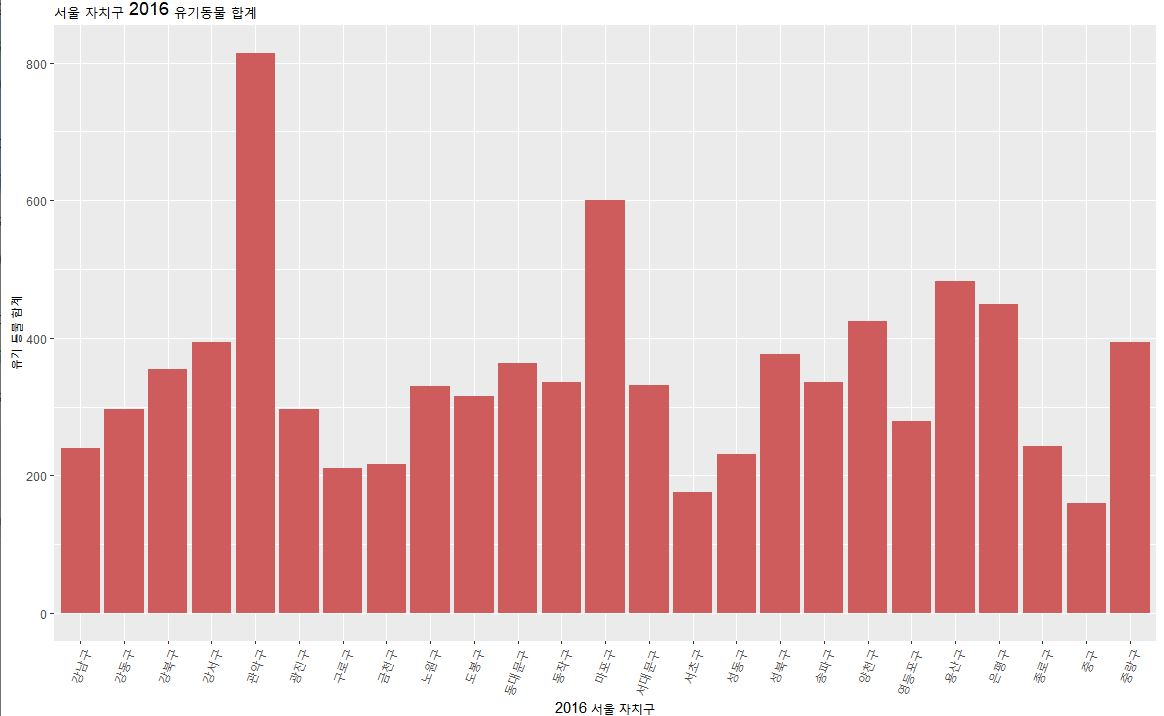 서울 자치구 2016 유기동물 합계
유기 동물 합계
800
600
400
200
0
강남구
강동구
강북구
강서구
관악구
광진구
구로구
금천구
노원구
도봉구
동대문구
동작구
마포구
서대문구
서초구
성동구
성북구
송파구
양천구
영등포구
용산구
은평구
종로구
중구
중랑구
2016 서울 자치구